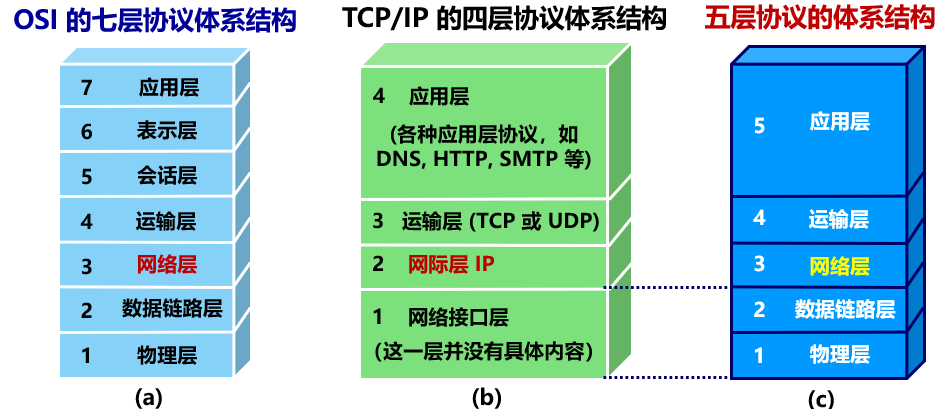 OSI 的七层协议体系结构
7 应用层
6 表示层
5 会话层
4 运输层
3 网络层
2 数据链路层
1 物理层
(a)
TCP/IP 的四层协议体系结构
4 应用层
(各种应用层协议，如
DNS, HTTP, SMTP 等)
3 运输层 (TCP 或 UDP)
2 网际层 IP
1 网络接口层
（这一层并没有具体内容）
(b)
五层协议的体系结构
5 应用层
4 运输层
3 网络层
2 数据链路层
1 物理层
(c)